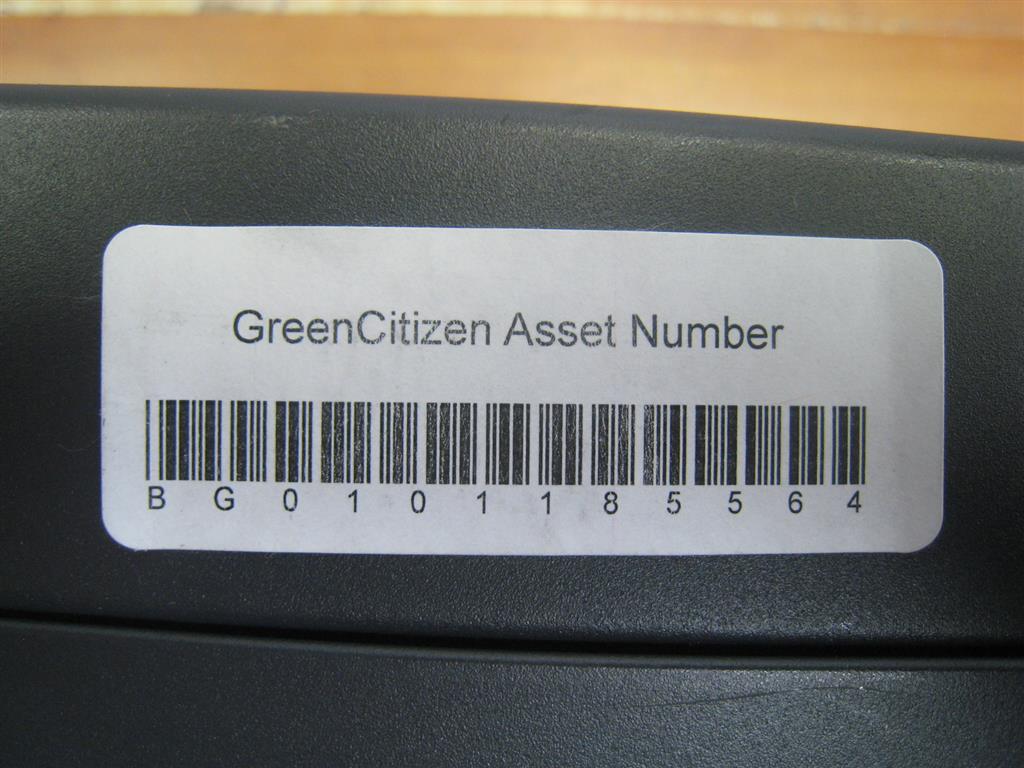 GreenCitizen Asset Number
B G 0 1 0 1 1 8 5 5 6 4